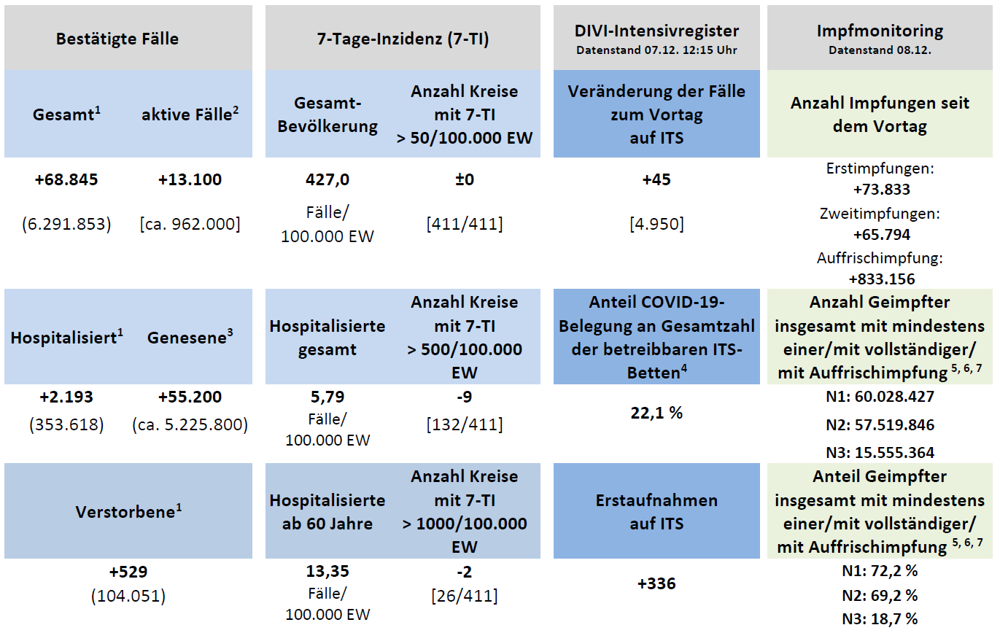 Bestätigte Fälle
7-Tage-Inzidenz (7-TI)
DIVI-Intensivregister
Datenstand 07.12. 12:15 Uhr
Impfmonitoring
Datenstand 08.12.
Gesamt¹
aktive Fälle²
Gesamt-
Bevölkerung
Anzahl Kreise
mit 7-TI
> 50/100.000 EW
Veränderung der Fälle
zum Vortag
auf ITS
Anzahl Impfungen seit
dem Vortag
+68.845
(6.291.853)
+13.100
[ca. 962.000]
427,0
Fälle/
100.000 EW
±0
[411/411]
+45
[4.950]
Erstimpfungen:
+73.833
Zweitimpfungen:
+65.794
Auffrischimpfung:
+833.156
Hospitalisiert¹
Genesene³
Hospitalisierte
gesamt
Anzahl Kreise
mit 7-TI
> 500/100.000
EW
Anteil COVID-19-
Belegung an Gesamtzahl
der betreibbaren ITS-
Betten⁴
Anzahl Geimpfter
insgesamt mit mindestens
einer/mit vollständiger/
mit Auffrischimpfung ⁵, ⁶, ⁷
+2.193
(353.618)
+55.200
(ca. 5.225.800)
5,79
Fälle/
100.000 EW
-9
[132/411]
22,1 %
N1: 60.028.427
N2: 57.519.846
N3: 15.555.364
Verstorbene¹
Hospitalisierte
ab 60 Jahre
Anzahl Kreise
mit 7-TI
> 1000/100.000
EW
Erstaufnahmen
auf ITS
Anteil Geimpfter
insgesamt mit mindestens
einer/mit vollständiger/
mit Auffrischimpfung ⁵, ⁶, ⁷
+529
(104.051)
13,35
Fälle/
100.000 EW
-2
[26/411]
+336
N1: 72,2 %
N2: 69,2 %
N3: 18,7 %